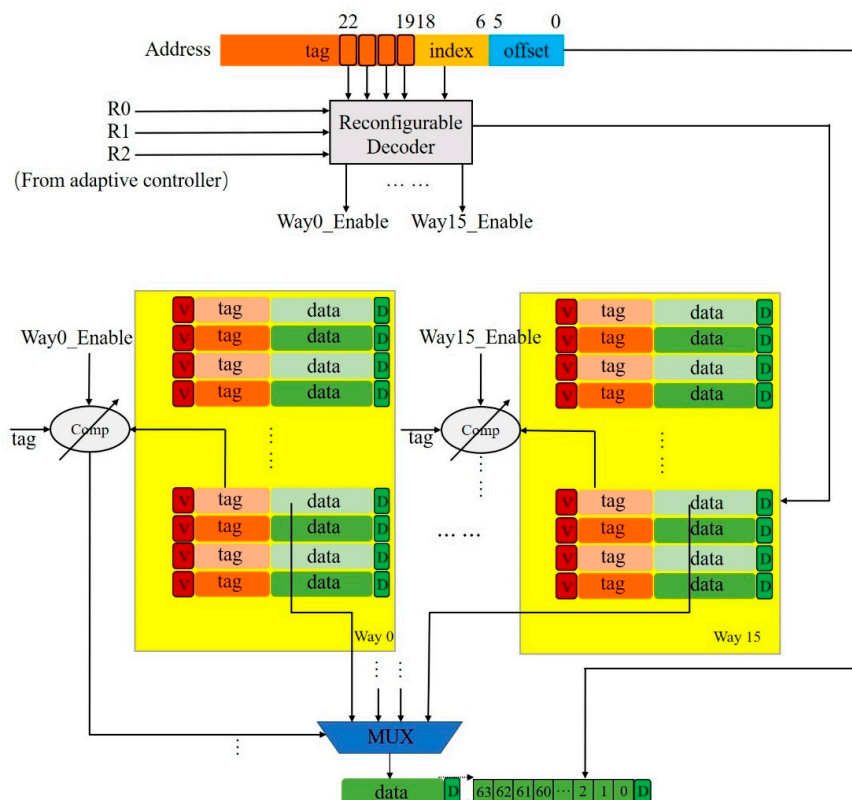 22 1918 6 5 0
Address tag index offset
R0
R1
R2
(From adaptive controller)
Reconfigurable
Decoder
... ...
Way0_Enable Way15_Enable
Way0_Enable
Comp
tag
V tag data D
V tag data D
V tag data D
V tag data D
......
V tag data D
V tag data D
V tag data D
V tag data D
Way 0
... ...
Way15_Enable
Comp
tag
V tag data D
V tag data D
V tag data D
V tag data D
......
V tag data D
V tag data D
V tag data D
V tag data D
Way 15
MUX
data D
63 62 61 60 ... 2 1 0 D